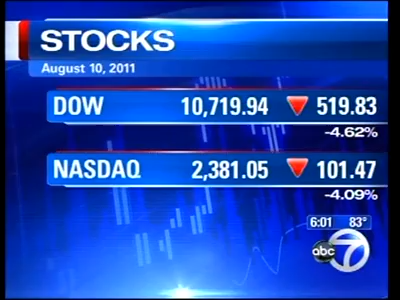 STOCKS
August 10, 2011
DOW 10,719.94 519.83
-4.62%
NASDAQ 2,381.05 101.47
-4.09%
6:01 83°
abc 7